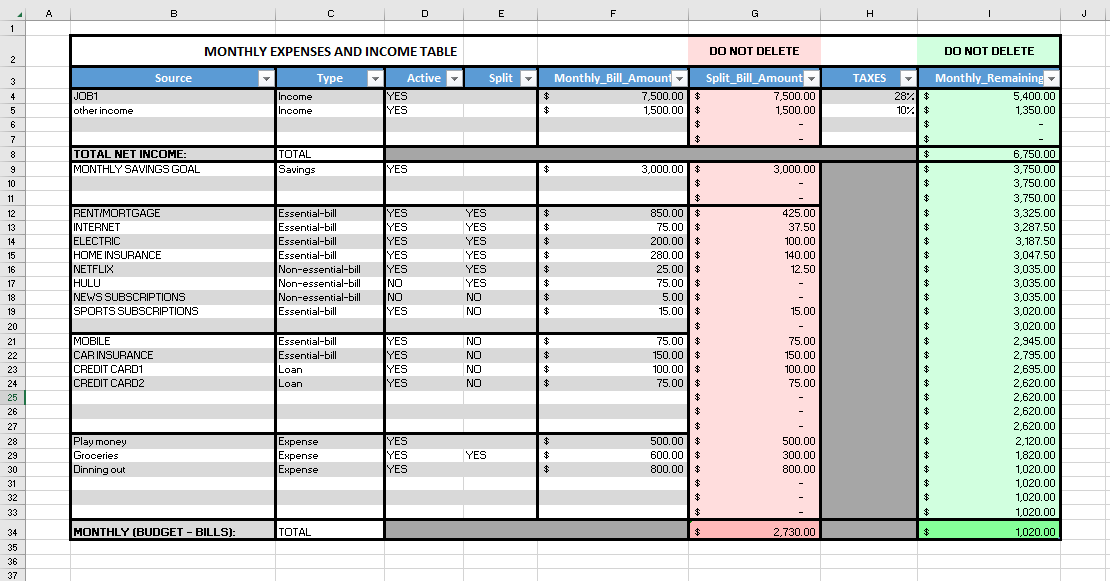 A B C D E F G H I J
1
2 MONTHLY EXPENSES AND INCOME TABLE DO NOT DELETE DO NOT DELETE
3 Source Type Active Split Monthly_Bill_Amount Split_Bill_Amount TAXES Monthly_Remaining
4 JOB1 Income YES $ 7,500.00 $ 7,500.00 28% $ 5,400.00
5 other income Income YES $ 1,500.00 $ 1,500.00 10% $ 1,350.00
6 $ - $ -
7 $ - $ -
8 TOTAL NET INCOME: TOTAL $ 6,750.00
9 MONTHLY SAVINGS GOAL Savings YES $ 3,000.00 $ 3,000.00 $ 3,750.00
10 $ - $ 3,750.00
11 $ - $ 3,750.00
12 RENT/MORTGAGE Essential-bill YES YES $ 850.00 $ 425.00 $ 3,325.00
13 INTERNET Essential-bill YES YES $ 75.00 $ 37.50 $ 3,287.50
14 ELECTRIC Essential-bill YES YES $ 200.00 $ 100.00 $ 3,187.50
15 HOME INSURANCE Essential-bill YES YES $ 280.00 $ 140.00 $ 3,047.50
16 NETFLIX Non-essential-bill YES YES $ 25.00 $ 12.50 $ 3,035.00
17 HULU Non-essential-bill NO YES $ 75.00 $ - $ 3,035.00
18 NEWS SUBSCRIPTIONS Non-essential-bill NO NO $ 5.00 $ - $ 3,035.00
19 SPORTS SUBSCRIPTIONS Essential-bill YES NO $ 15.00 $ 15.00 $ 3,020.00
20 $ - $ 3,020.00
21 MOBILE Essential-bill YES NO $ 75.00 $ 75.00 $ 2,945.00
22 CAR INSURANCE Essential-bill YES NO $ 150.00 $ 150.00 $ 2,795.00
23 CREDIT CARD1 Loan YES NO $ 100.00 $ 100.00 $ 2,695.00
24 CREDIT CARD2 Loan YES NO $ 75.00 $ 75.00 $ 2,620.00
25 $ - $ 2,620.00
26 $ - $ 2,620.00
27 $ - $ 2,620.00
28 Play money Expense YES $ 500.00 $ 500.00 $ 2,120.00
29 Groceries Expense YES YES $ 600.00 $ 300.00 $ 1,820.00
30 Dinning out Expense YES $ 800.00 $ 800.00 $ 1,020.00
31 $ - $ 1,020.00
32 $ - $ 1,020.00
33 $ - $ 1,020.00
34 MONTHLY (BUDGET - BILLS): TOTAL $ 2,730.00 $ 1,020.00
35
36
37